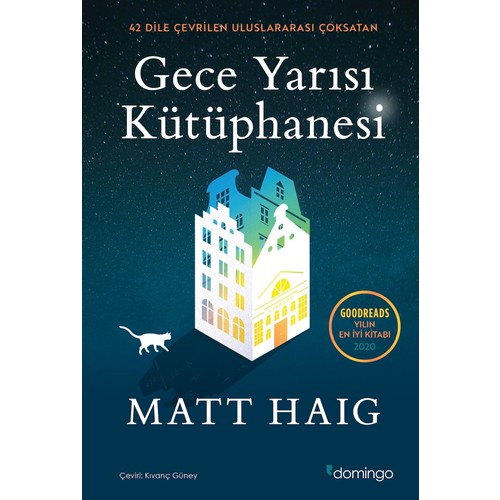 42 DİLE ÇEVRİLEN ULUSLARARASI ÇOKSATAN
Gece Yarısı
Kütüphanesi
GOODREADS
YILIN
EN İYİ KİTABI
2020
MATT HAIG
Çeviri: Kıvanç Güney
domingo